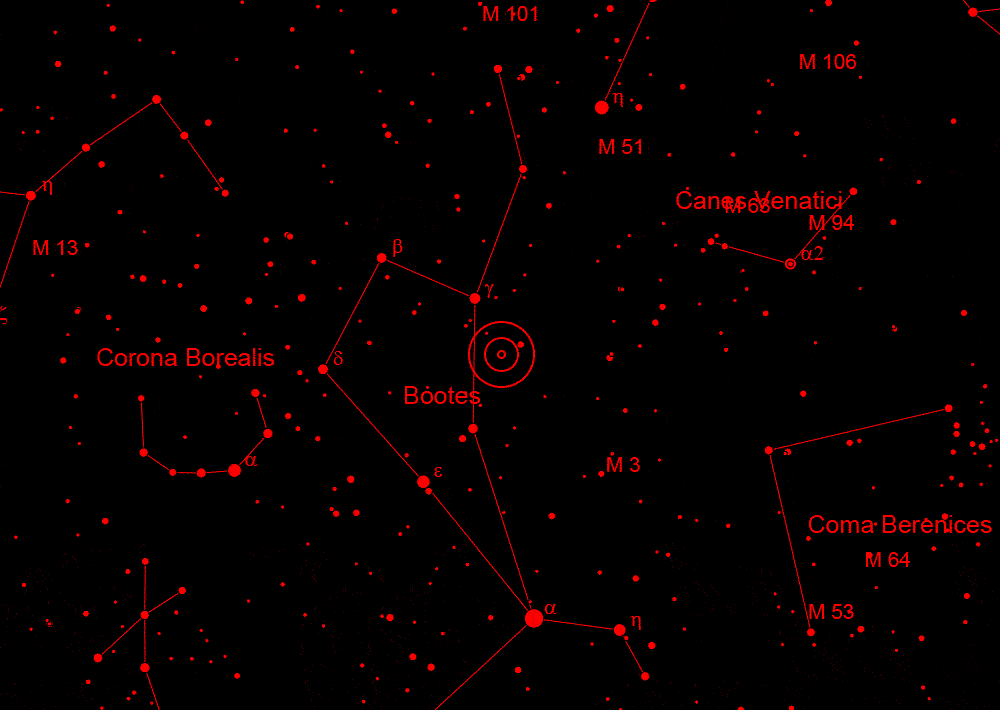 M 101
M 106
η
M 51
η
Canes Venatici
M 63
M 94
M 13
β
α2
γ
ξ
Corona Borealis
δ
Bootes
α
ε
M 3
Coma Berenices
M 64
α
M 53
η